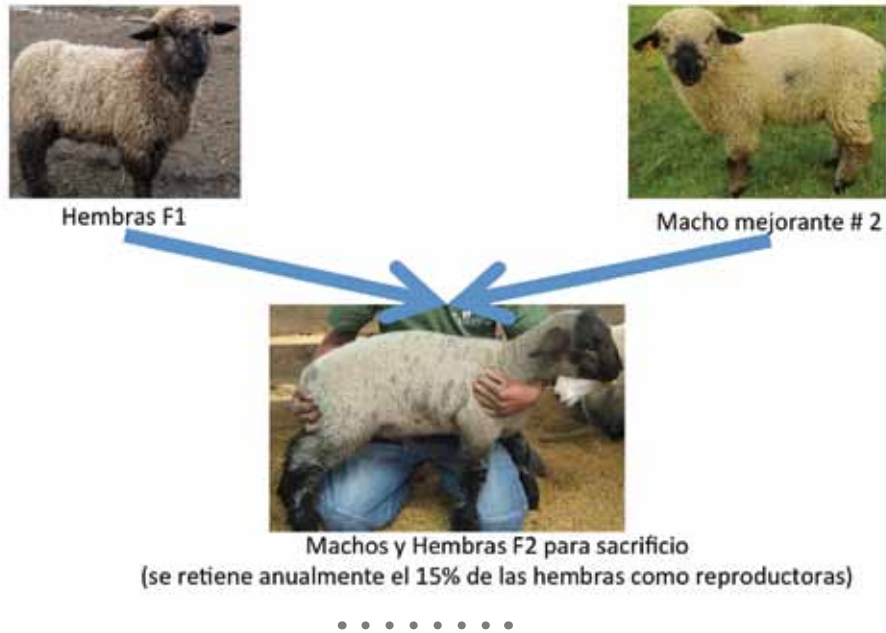 Hembras F1
Macho mejorante # 2
Machos y Hembras F2 para sacrificio
(se retiene anualmente el 15% de las hembras como reproductoras)